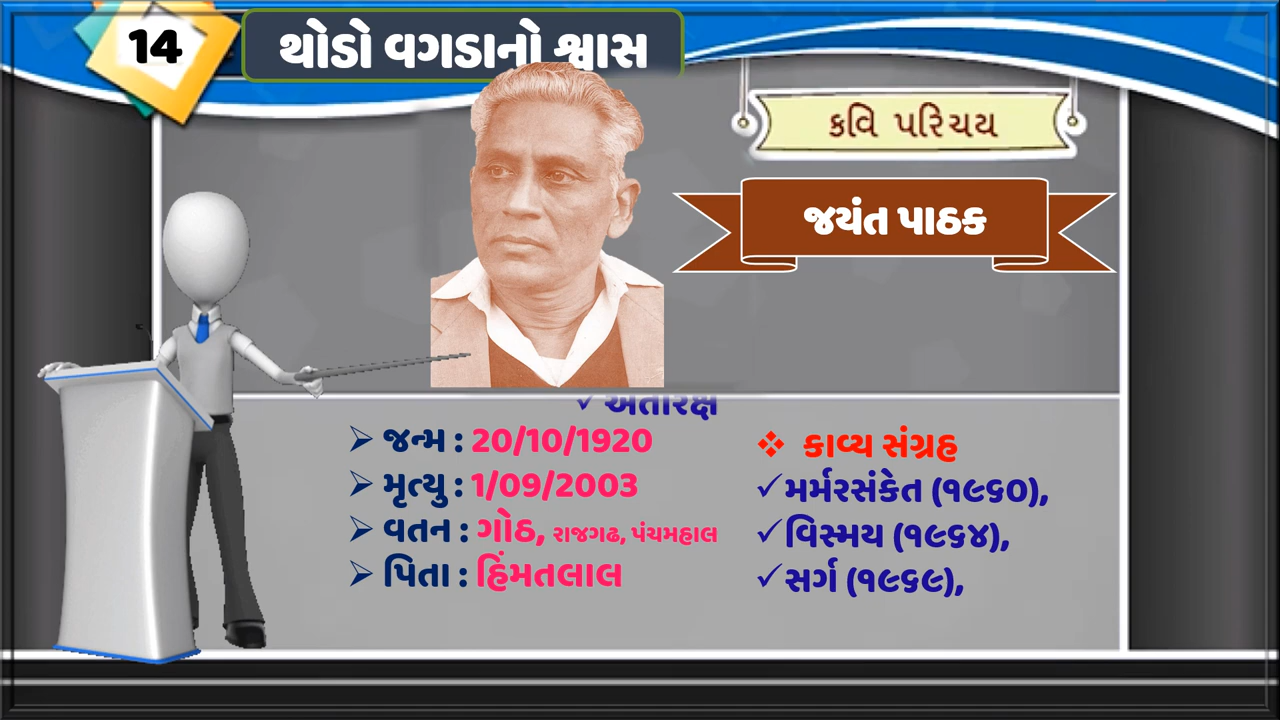 14
થોડો વગડાનો શ્વાસ
કવિ પરિચય
જયંત પાઠક
➢ જન્મ : 20/10/1920
➢ મૃત્યુ : 1/09/2003
➢ વતન : ગોઠ, રાજગઢ, પંચમહાલ
➢ પિતા : હિંમતલાલ
❖ કાવ્ય સંગ્રહ
✓ મર્મરસંકેત (૧૯૬૦),
✓ વિસ્મય (૧૯૬૪),
✓ સર્ગ (૧૯૬૯),